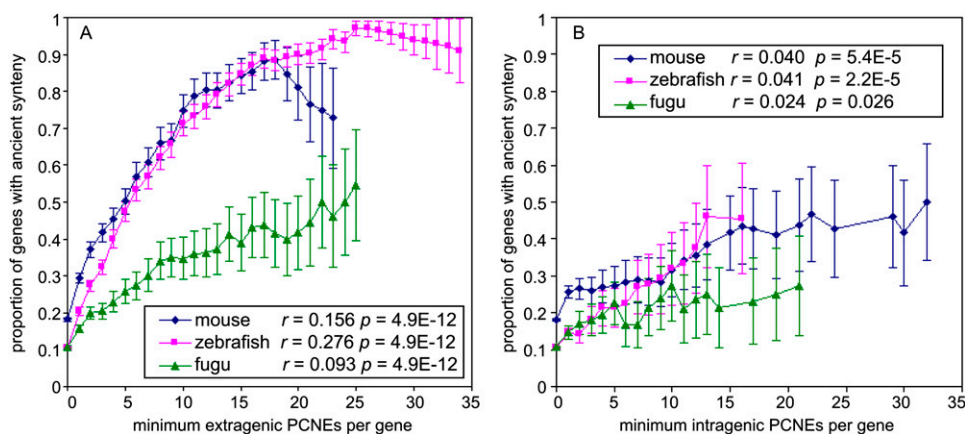 A
proportion of genes with ancient synteny
1
0.9
0.8
0.7
0.6
0.5
0.4
0.3
0.2
0.1
0
0 5 10 15 20 25 30 35
mouse r = 0.156 p = 4.9E-12
zebrafish r = 0.276 p = 4.9E-12
fugu r = 0.093 p = 4.9E-12
minimum extragenic PCNEs per gene
B
proportion of genes with ancient synteny
1
0.9
0.8
0.7
0.6
0.5
0.4
0.3
0.2
0.1
0
mouse r = 0.040 p = 5.4E-5
zebrafish r = 0.041 p = 2.2E-5
fugu r = 0.024 p = 0.026
0 5 10 15 20 25 30 35
minimum intragenic PCNEs per gene